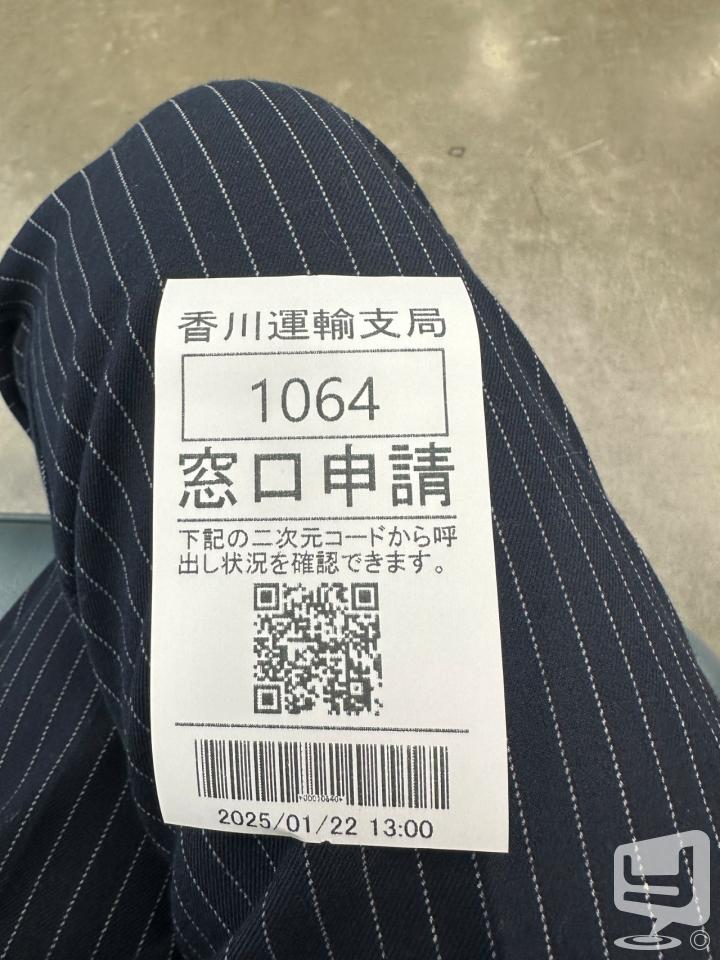 香川運輸支局
1064
窓口申請
下記の二次元コードから呼
出し状況を確認できます。
2025/01/22 13:00